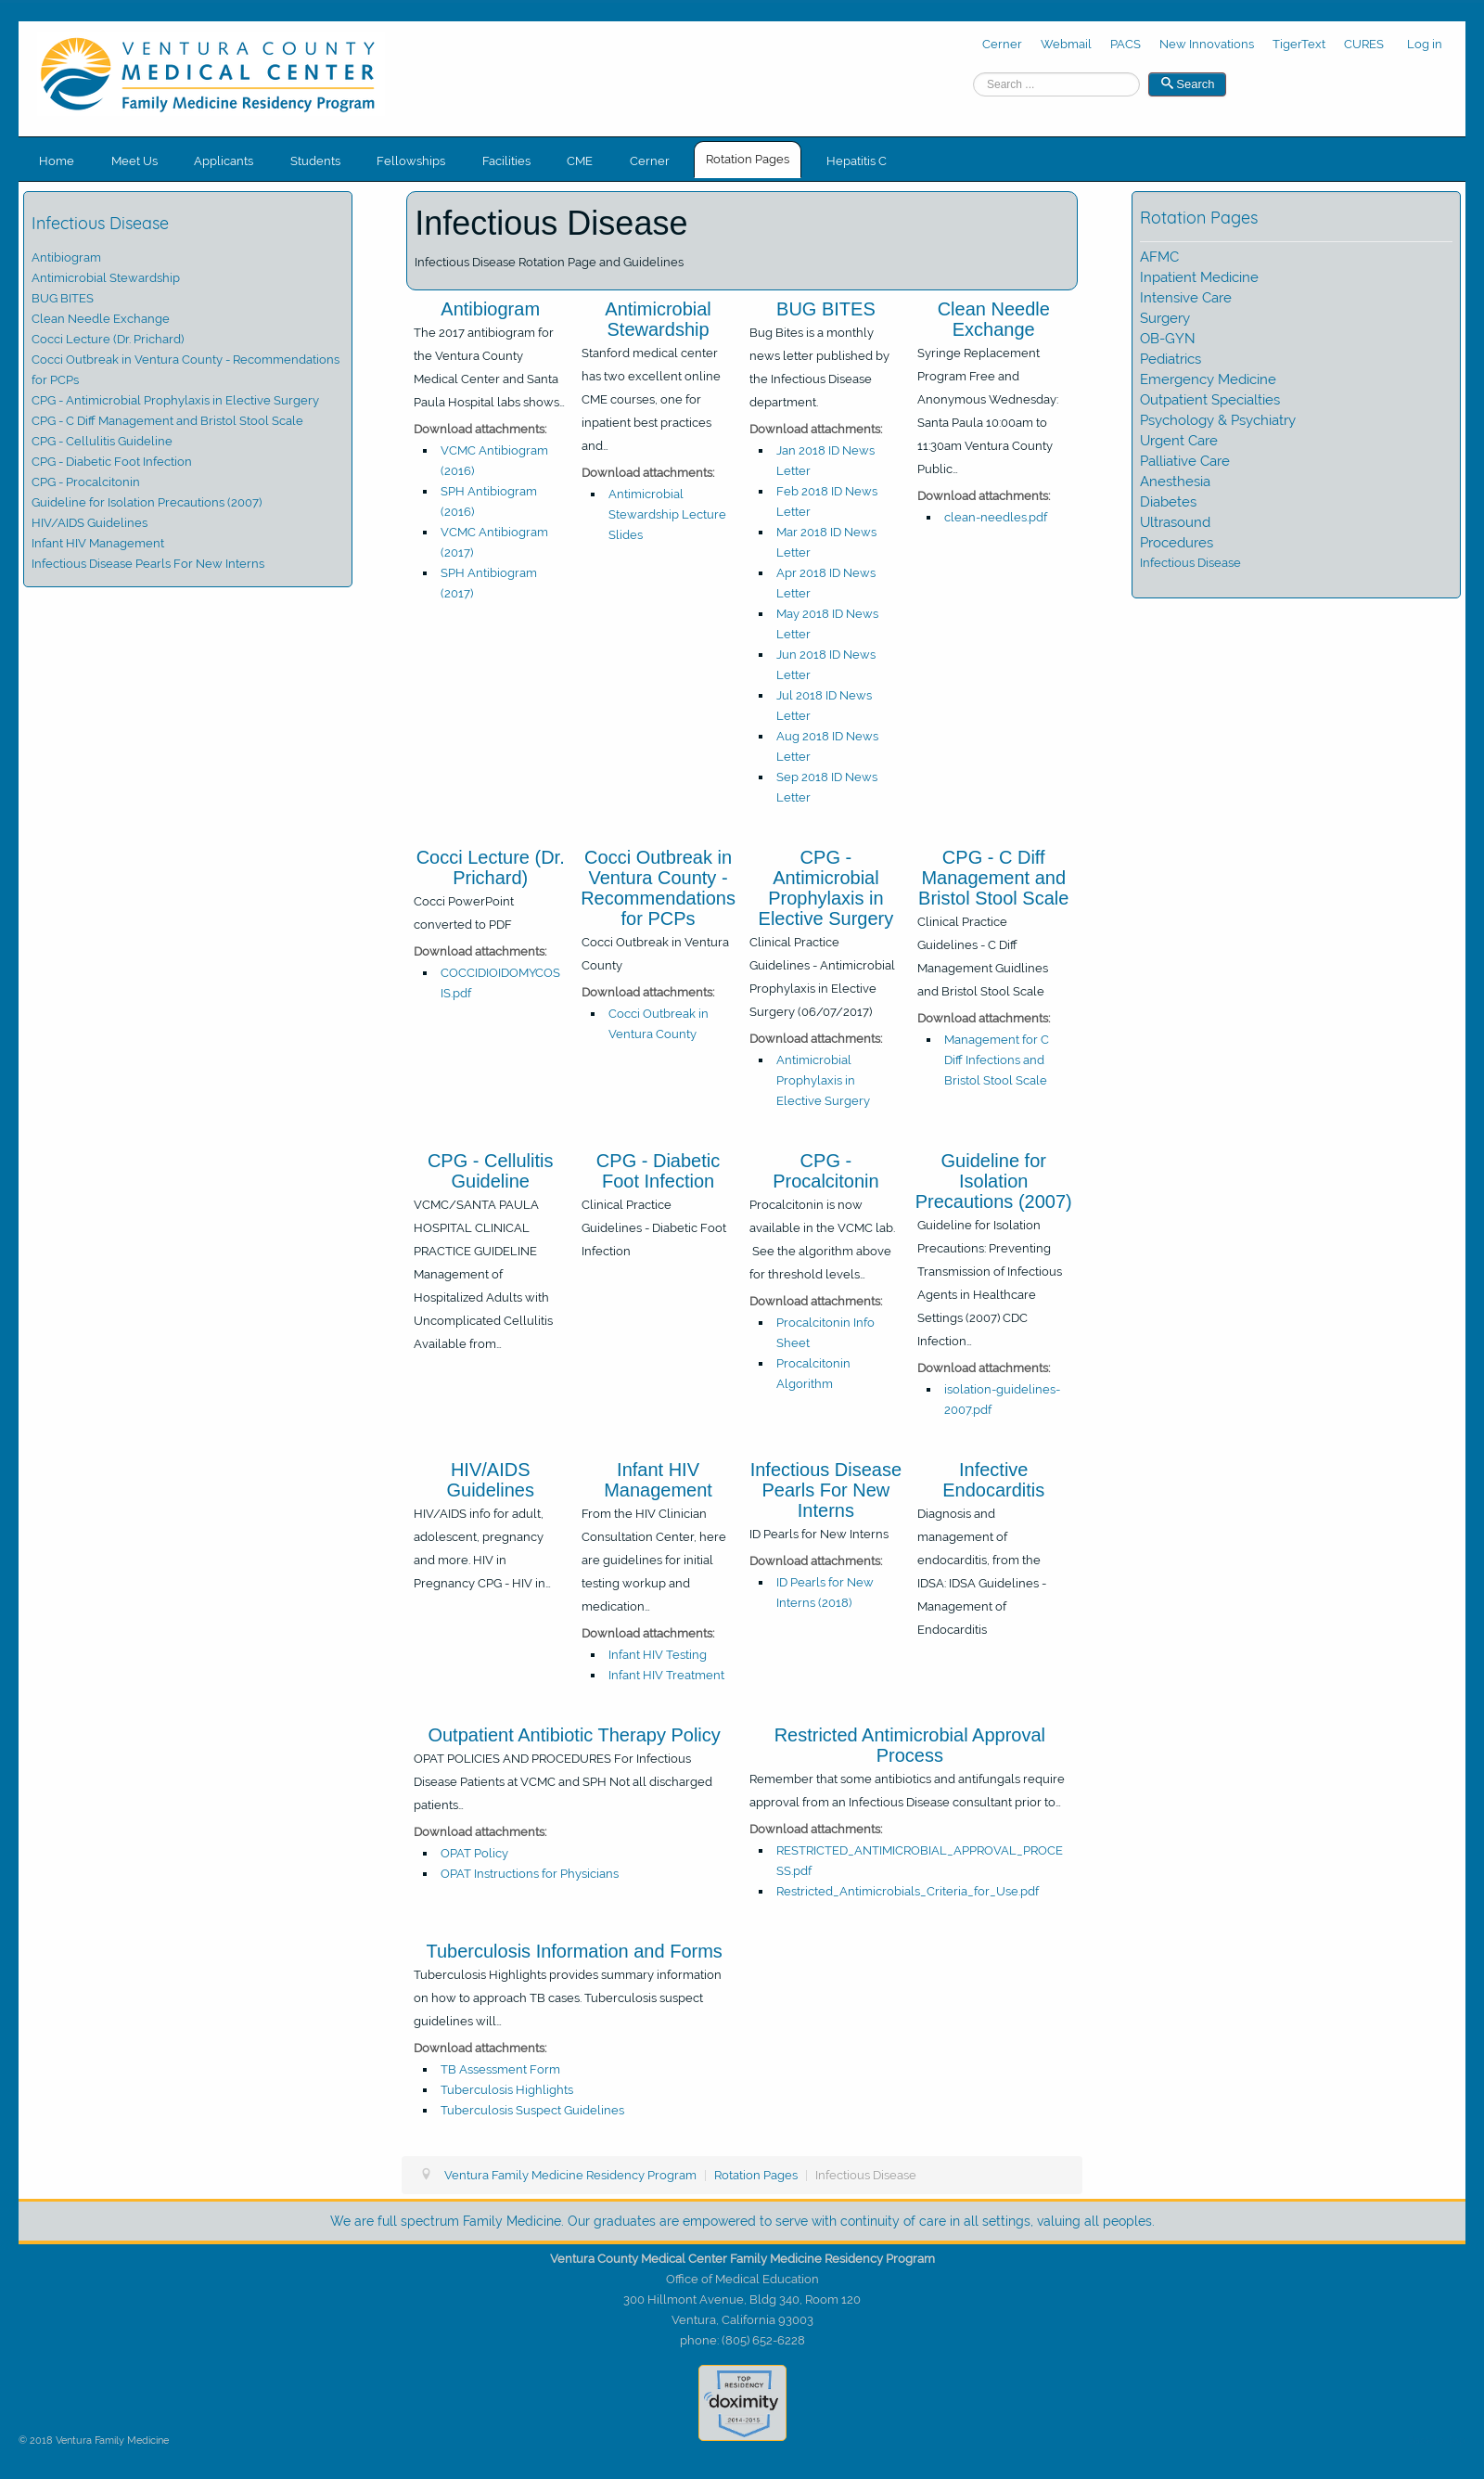 VENTURA COUNTY
MEDICAL CENTER
Family Medicine Residency Program
Cerner Webmail PACS New Innovations TigerText CURES Log in
Search ...
Search
Home Meet Us Applicants Students Fellowships Facilities CME Cerner Rotation Pages Hepatitis C
Infectious Disease
Antibiogram
Antimicrobial Stewardship
BUG BITES
Clean Needle Exchange
Cocci Lecture (Dr. Prichard)
Cocci Outbreak in Ventura County - Recommendations
for PCPs
CPG - Antimicrobial Prophylaxis in Elective Surgery
CPG - C Diff Management and Bristol Stool Scale
CPG - Cellulitis Guideline
CPG - Diabetic Foot Infection
CPG - Procalcitonin
Guideline for Isolation Precautions (2007)
HIV/AIDS Guidelines
Infant HIV Management
Infectious Disease Pearls For New Interns
Infectious Disease
Infectious Disease Rotation Page and Guidelines
Antibiogram
The 2017 antibiogram for
the Ventura County
Medical Center and Santa
Paula Hospital labs shows...
Download attachments:
VCMC Antibiogram
(2016)
SPH Antibiogram
(2016)
VCMC Antibiogram
(2017)
SPH Antibiogram
(2017)
Antimicrobial
Stewardship
Stanford medical center
has two excellent online
CME courses, one for
inpatient best practices
and...
Download attachments:
Antimicrobial
Stewardship Lecture
Slides
BUG BITES
Bug Bites is a monthly
news letter published by
the Infectious Disease
department.
Download attachments:
Jan 2018 ID News
Letter
Feb 2018 ID News
Letter
Mar 2018 ID News
Letter
Apr 2018 ID News
Letter
May 2018 ID News
Letter
Jun 2018 ID News
Letter
Jul 2018 ID News
Letter
Aug 2018 ID News
Letter
Sep 2018 ID News
Letter
Clean Needle
Exchange
Syringe Replacement
Program Free and
Anonymous Wednesday:
Santa Paula 10:00am to
11:30am Ventura County
Public...
Download attachments:
clean-needles.pdf
Cocci Lecture (Dr.
Prichard)
Cocci PowerPoint
converted to PDF
Download attachments:
COCCIDIOIDOMYCOS
IS.pdf
Cocci Outbreak in
Ventura County -
Recommendations
for PCPs
Cocci Outbreak in Ventura
County
Download attachments:
Cocci Outbreak in
Ventura County
CPG -
Antimicrobial
Prophylaxis in
Elective Surgery
Clinical Practice
Guidelines - Antimicrobial
Prophylaxis in Elective
Surgery (06/07/2017)
Download attachments:
Antimicrobial
Prophylaxis in
Elective Surgery
CPG - C Diff
Management and
Bristol Stool Scale
Clinical Practice
Guidelines - C Diff
Management Guidlines
and Bristol Stool Scale
Download attachments:
Management for C
Diff Infections and
Bristol Stool Scale
CPG - Cellulitis
Guideline
VCMC/SANTA PAULA
HOSPITAL CLINICAL
PRACTICE GUIDELINE
Management of
Hospitalized Adults with
Uncomplicated Cellulitis
Available from...
CPG - Diabetic
Foot Infection
Clinical Practice
Guidelines - Diabetic Foot
Infection
CPG -
Procalcitonin
Procalcitonin is now
available in the VCMC lab.
See the algorithm above
for threshold levels...
Download attachments:
Procalcitonin Info
Sheet
Procalcitonin
Algorithm
Guideline for
Isolation
Precautions (2007)
Guideline for Isolation
Precautions: Preventing
Transmission of Infectious
Agents in Healthcare
Settings (2007) CDC
Infection...
Download attachments:
isolation-guidelines-
2007.pdf
HIV/AIDS
Guidelines
HIV/AIDS info for adult,
adolescent, pregnancy
and more. HIV in
Pregnancy CPG - HIV in...
Infant HIV
Management
From the HIV Clinician
Consultation Center, here
are guidelines for initial
testing workup and
medication...
Download attachments:
Infant HIV Testing
Infant HIV Treatment
Infectious Disease
Pearls For New
Interns
ID Pearls for New Interns
Download attachments:
ID Pearls for New
Interns (2018)
Infective
Endocarditis
Diagnosis and
management of
endocarditis, from the
IDSA: IDSA Guidelines -
Management of
Endocarditis
Outpatient Antibiotic Therapy Policy
OPAT POLICIES AND PROCEDURES For Infectious
Disease Patients at VCMC and SPH Not all discharged
patients...
Download attachments:
OPAT Policy
OPAT Instructions for Physicians
Restricted Antimicrobial Approval
Process
Remember that some antibiotics and antifungals require
approval from an Infectious Disease consultant prior to...
Download attachments:
RESTRICTED_ANTIMICROBIAL_APPROVAL_PROCE
SS.pdf
Restricted_Antimicrobials_Criteria_for_Use.pdf
Tuberculosis Information and Forms
Tuberculosis Highlights provides summary information
on how to approach TB cases. Tuberculosis suspect
guidelines will...
Download attachments:
TB Assessment Form
Tuberculosis Highlights
Tuberculosis Suspect Guidelines
Rotation Pages
AFMC
Inpatient Medicine
Intensive Care
Surgery
OB-GYN
Pediatrics
Emergency Medicine
Outpatient Specialties
Psychology & Psychiatry
Urgent Care
Palliative Care
Anesthesia
Diabetes
Ultrasound
Procedures
Infectious Disease
Ventura Family Medicine Residency Program | Rotation Pages | Infectious Disease
We are full spectrum Family Medicine. Our graduates are empowered to serve with continuity of care in all settings, valuing all peoples.
Ventura County Medical Center Family Medicine Residency Program
Office of Medical Education
300 Hillmont Avenue, Bldg 340, Room 120
Ventura, California 93003
phone: (805) 652-6228
TOP
RESIDENCY
doximity
2014-2015
© 2018 Ventura Family Medicine